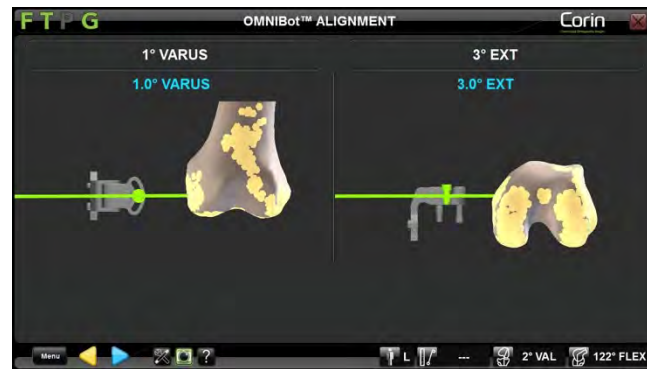 F T P G
OMNIBot™ ALIGNMENT
Corin
1° VARUS
3° EXT
1.0° VARUS
3.0° EXT
Menu
?
L
---
2° VAL
122° FLEX